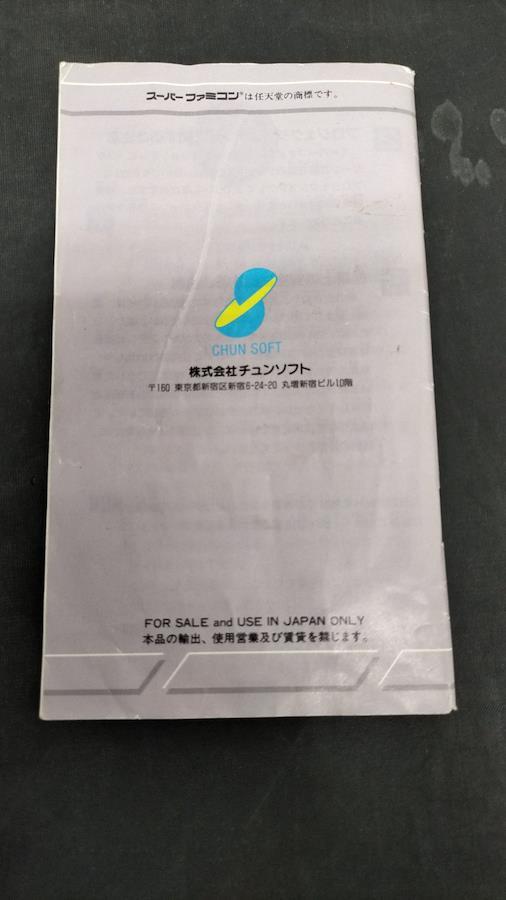 スーパーファミコン®は任天堂の商標です。
CHUN SOFT
株式会社チュンソフト
〒160 東京都新宿区新宿6-24-20 丸増新宿ビル10階
FOR SALE and USE IN JAPAN ONLY
本品の輸出、使用営業及び賃貸を禁じます。